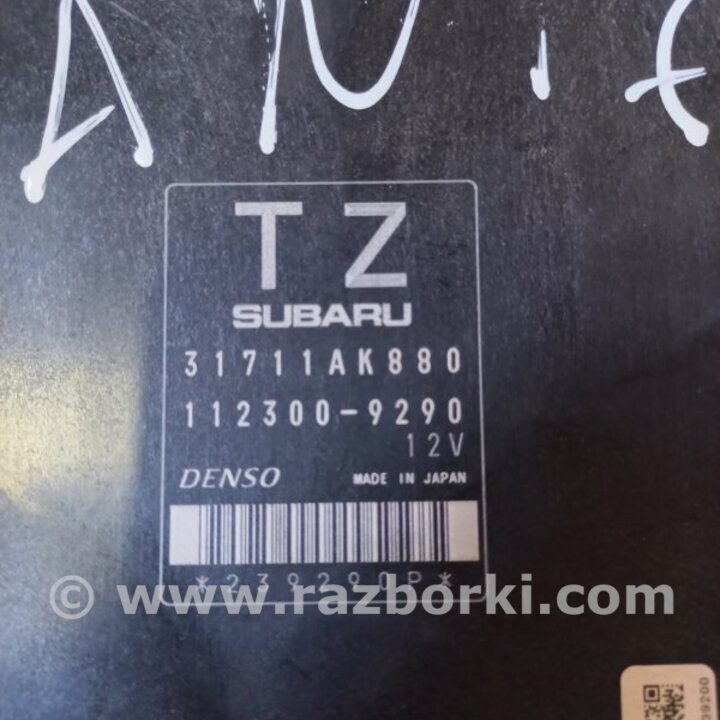 TZ
SUBARU
31711AK880
112300-9290
12V
DENSO MADE IN JAPAN
*239290P*
© www.razborki.com